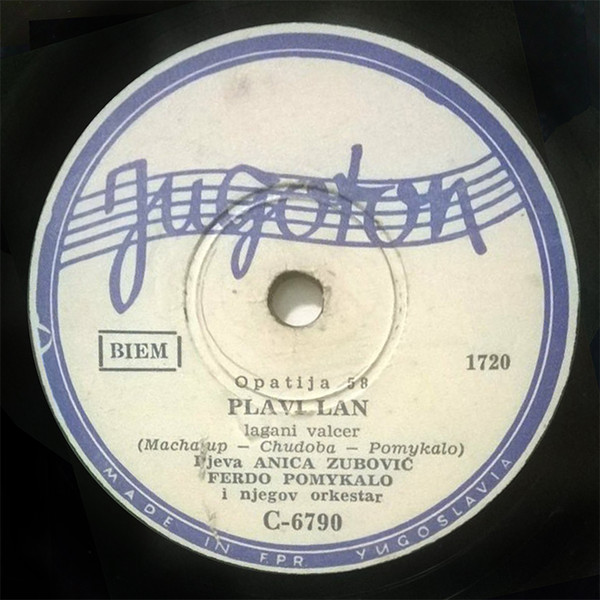 Jugoton
BIEM
1720
Opatija 58
PLAVI LAN
lagani valcer
(Machaup – Chudoba – Pomykalo)
Pjeva ANICA ZUBOVIĆ
FERDO POMYKALO
i njegov orkestar
C-6790
MADE IN F.P.R. YUGOSLAVIA